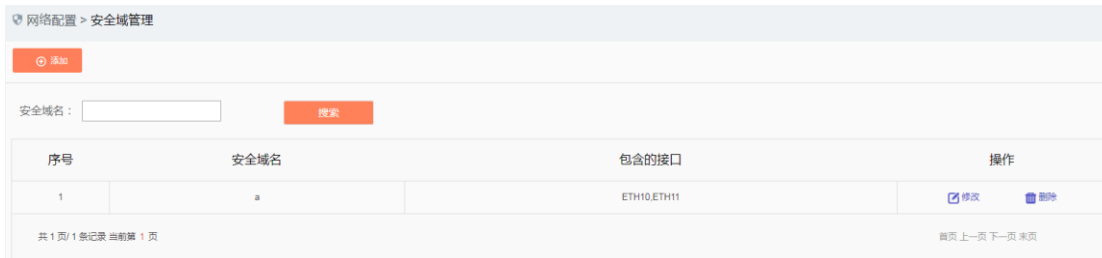 网络配置 > 安全域管理
添加
安全域名： 搜索
序号 安全域名 包含的接口 操作
1 a ETH10,ETH11 修改 删除
共 1 页/ 1 条记录 当前第 1 页 首页 上一页 下一页 末页